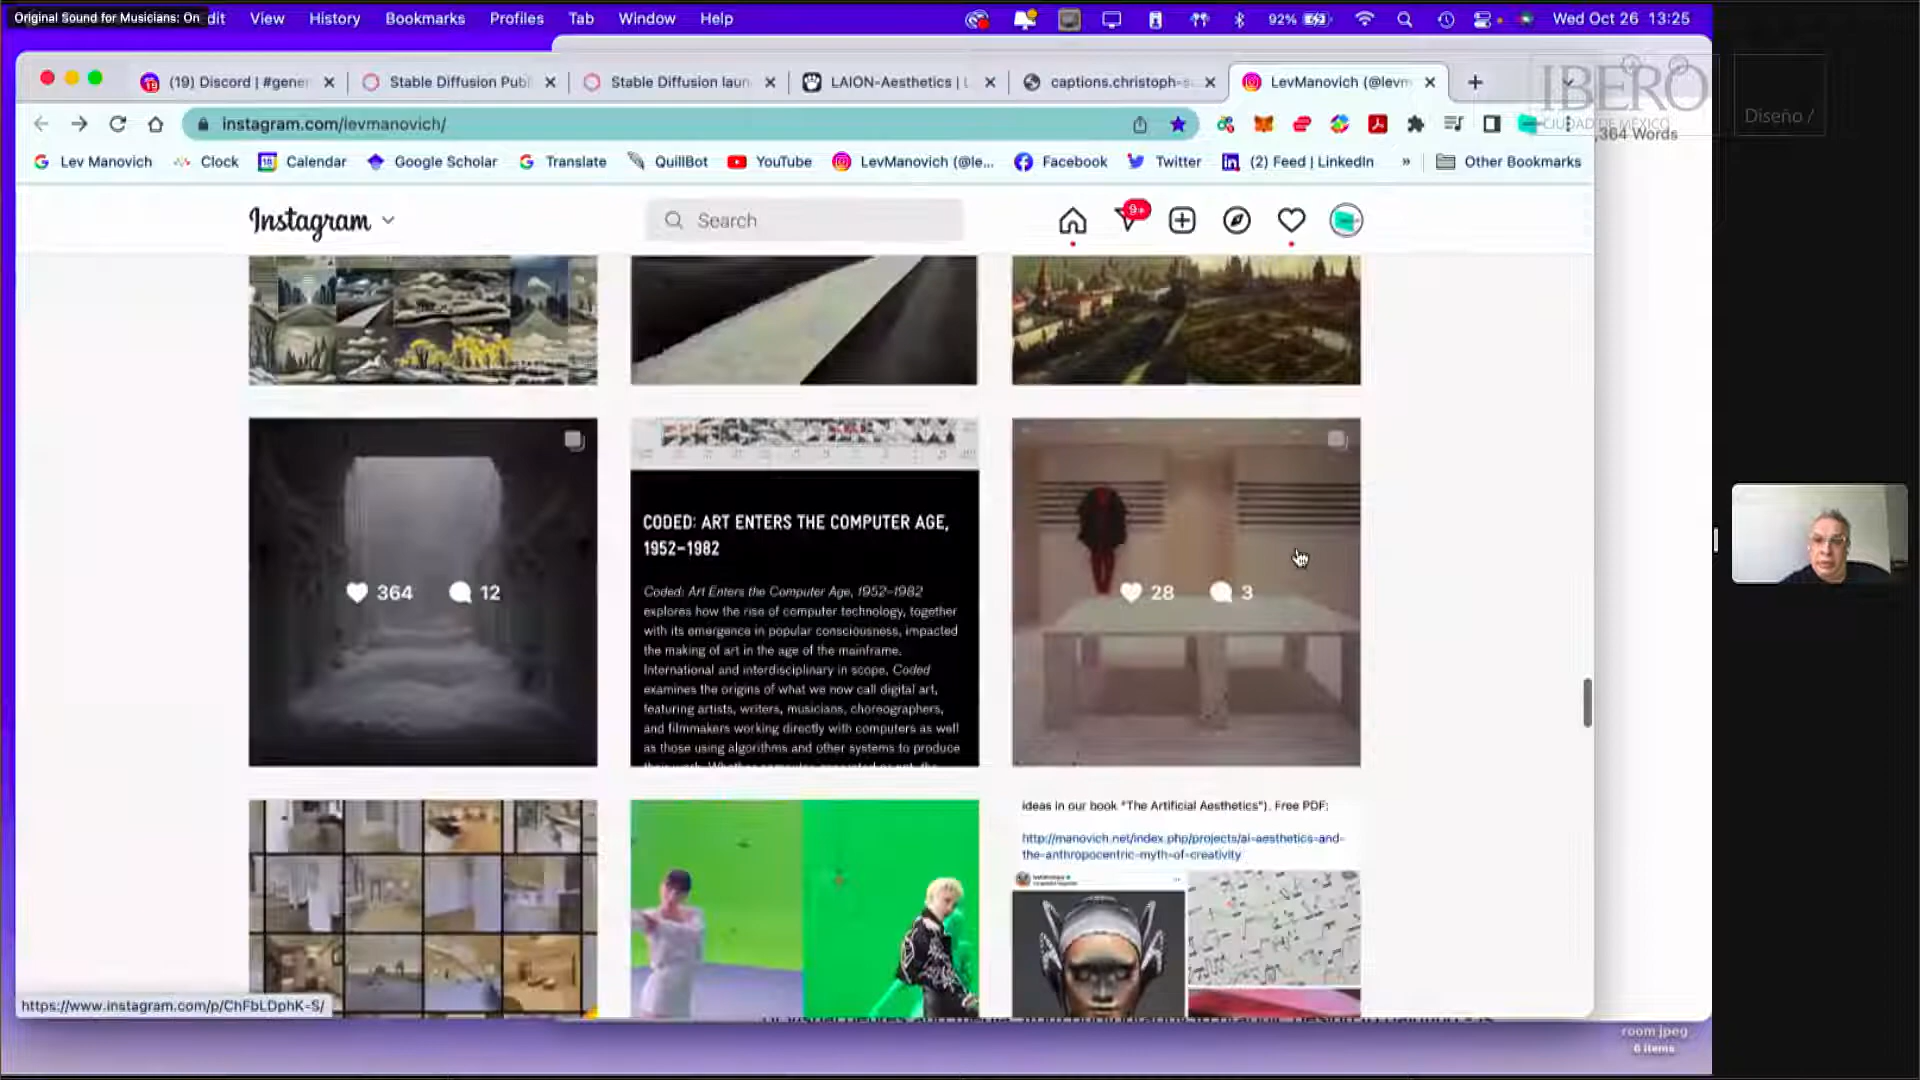 Original Sound for Musicians: On
dit View History Bookmarks Profiles Tab Window Help
92%
Wed Oct 26 13:25
(19) Discord | #gener
Stable Diffusion Publ
Stable Diffusion laun
LAION-Aesthetics | L
captions.christoph-s
LevManovich (@levm
instagram.com/levmanovich/
IBERO
CIUDAD DE MÉXICO
Diseño /
,364 Words
Lev Manovich
Clock
Calendar
Google Scholar
Translate
QuillBot
YouTube
LevManovich (@le...
Facebook
Twitter
(2) Feed | LinkedIn
»
Other Bookmarks
Instagram
Search
9+
364 12
CODED: ART ENTERS THE COMPUTER AGE,
1952–1982
Coded: Art Enters the Computer Age, 1952–1982
explores how the rise of computer technology, together
with its emergence in popular consciousness, impacted
the making of art in the age of the mainframe.
International and interdisciplinary in scope, Coded
examines the origins of what we now call digital art,
featuring artists, writers, musicians, choreographers,
and filmmakers working directly with computers as well
as those using algorithms and other systems to produce
28 3
ideas in our book "The Artificial Aesthetics"). Free PDF:
http://manovich.net/index.php/projects/ai-aesthetics-and-
the-anthropocentric-myth-of-creativity
https://www.instagram.com/p/ChFbLDphK-S/
room jpeg
6 items